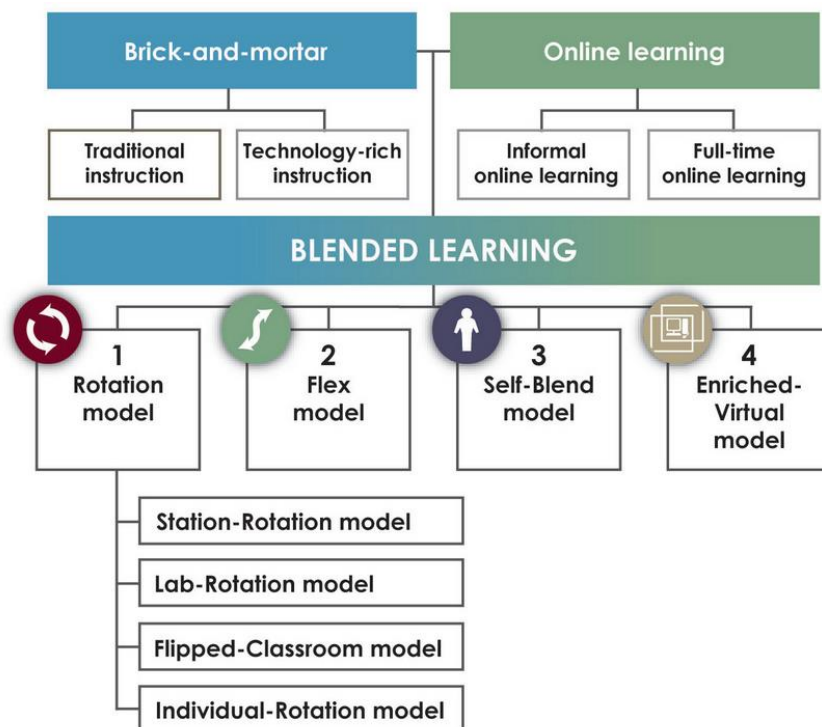 Brick-and-mortar
Online learning
Traditional
instruction
Technology-rich
instruction
Informal
online learning
Full-time
online learning
BLENDED LEARNING
1
Rotation
model
2
Flex
model
3
Self-Blend
model
4
Enriched-
Virtual
model
Station-Rotation model
Lab-Rotation model
Flipped-Classroom model
Individual-Rotation model